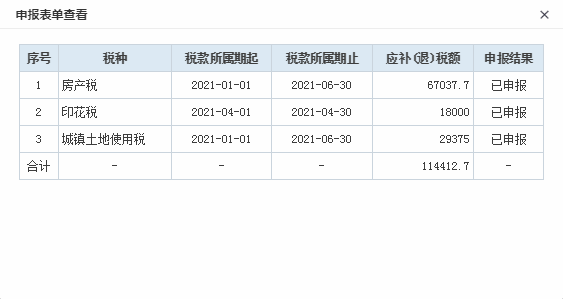 申报表单查看
序号 税种 税款所属期起 税款所属期止 应补(退)税额 申报结果
1 房产税 2021-01-01 2021-06-30 67037.7 已申报
2 印花税 2021-04-01 2021-06-30 18000 已申报
3 城镇土地使用税 2021-01-01 2021-06-30 29375 已申报
合计 - - - 114412.7 -